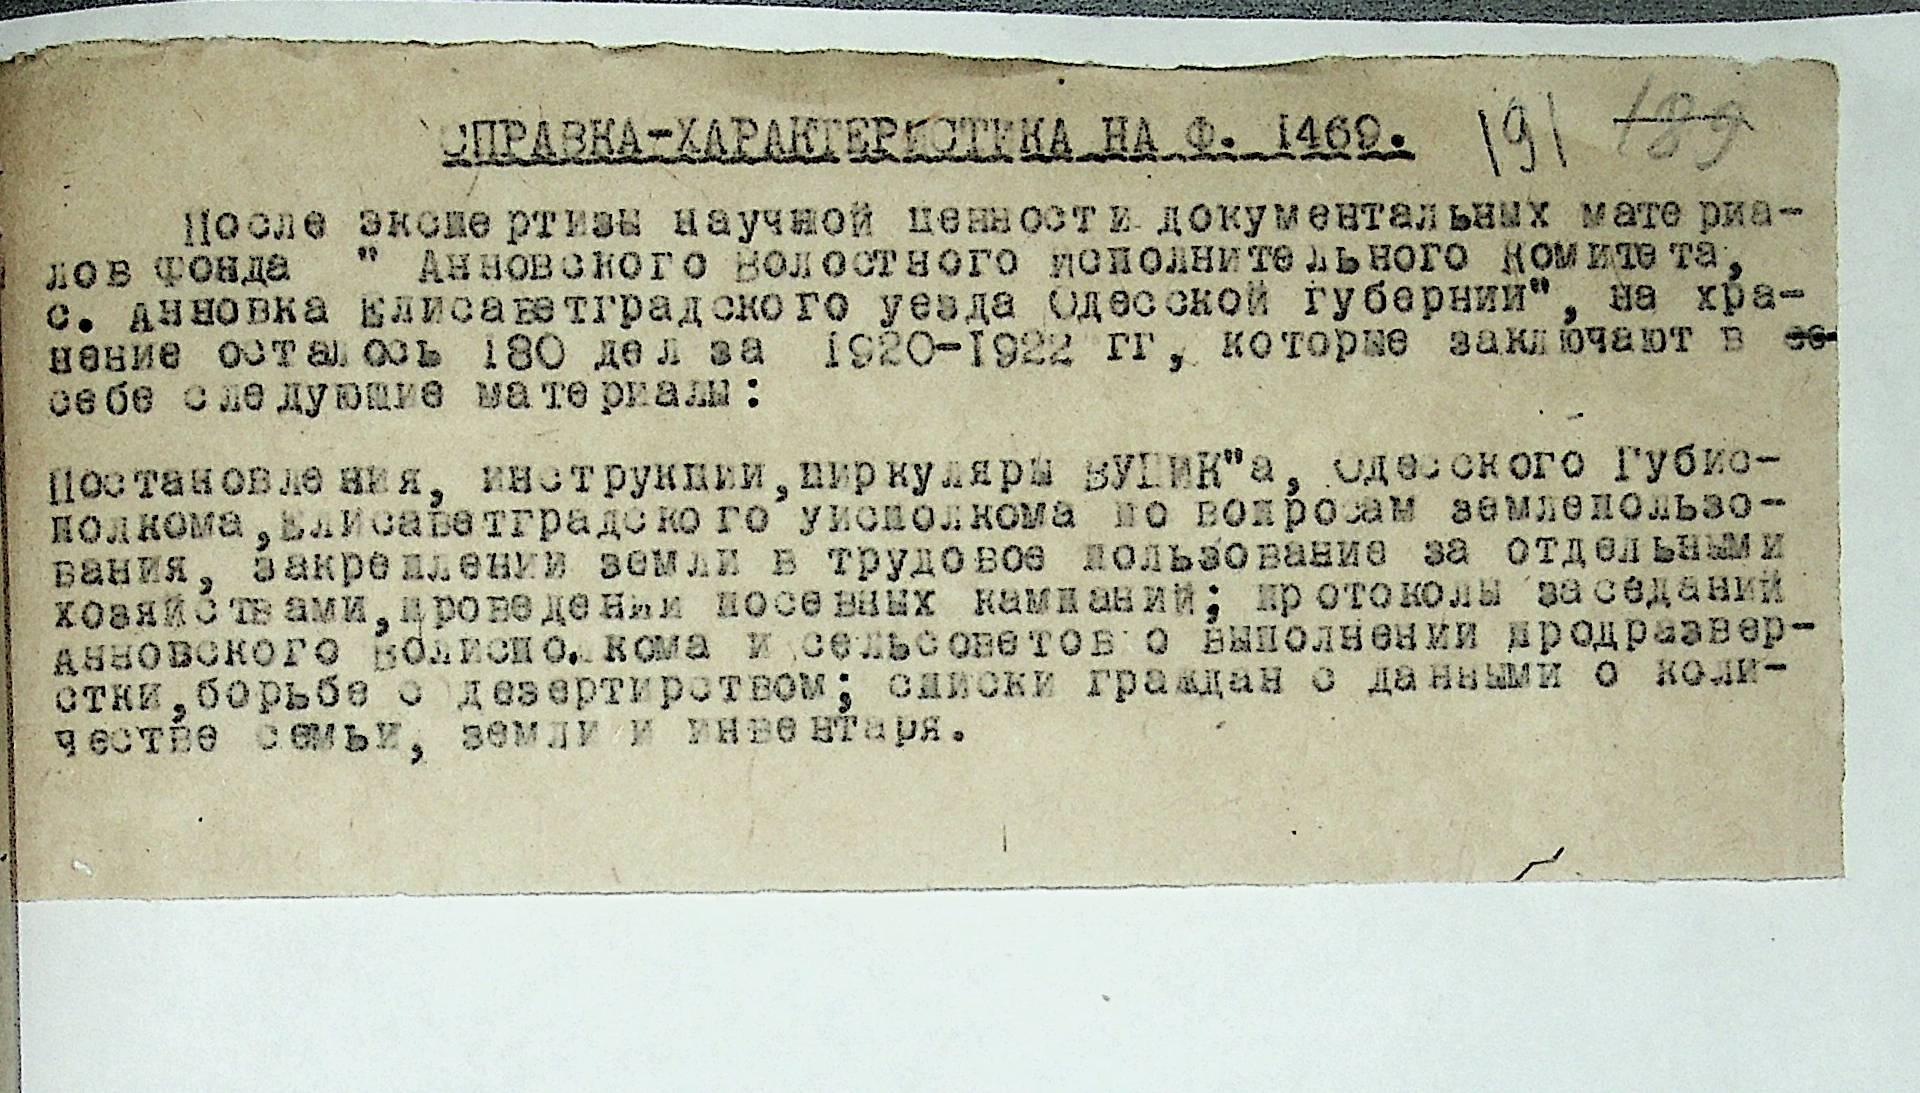 СПРАВКА-ХАРАКТЕРИСТИКА НА Ф. 1469. 191 189
После экспертизы научной ценности документальных материа-
лов фонда " Анновского Волостного Исполнительного Комитета,
с. Анновка Елисаветградского уезда Одесской губернии", на хра-
нение осталось 180 дел за 1920-1922 гг, которые заключают в се
себе следующие материалы:
Постановления, инструкции,циркуляры ВУЦИК"а, Одесского Губис-
полкома,Елисаветградского уисполкома по вопросам землепользо-
вания, закреплении земли в трудовое пользование за отдельными
хозяйствами,проведении посевных кампаний; протоколы заседаний
Анновского Волисполкома и сельсоветов о выполнении продразвер-
стки,борьбе с дезертирством; списки граждан с данными о коли-
честве семьи, земли и инвентаря.